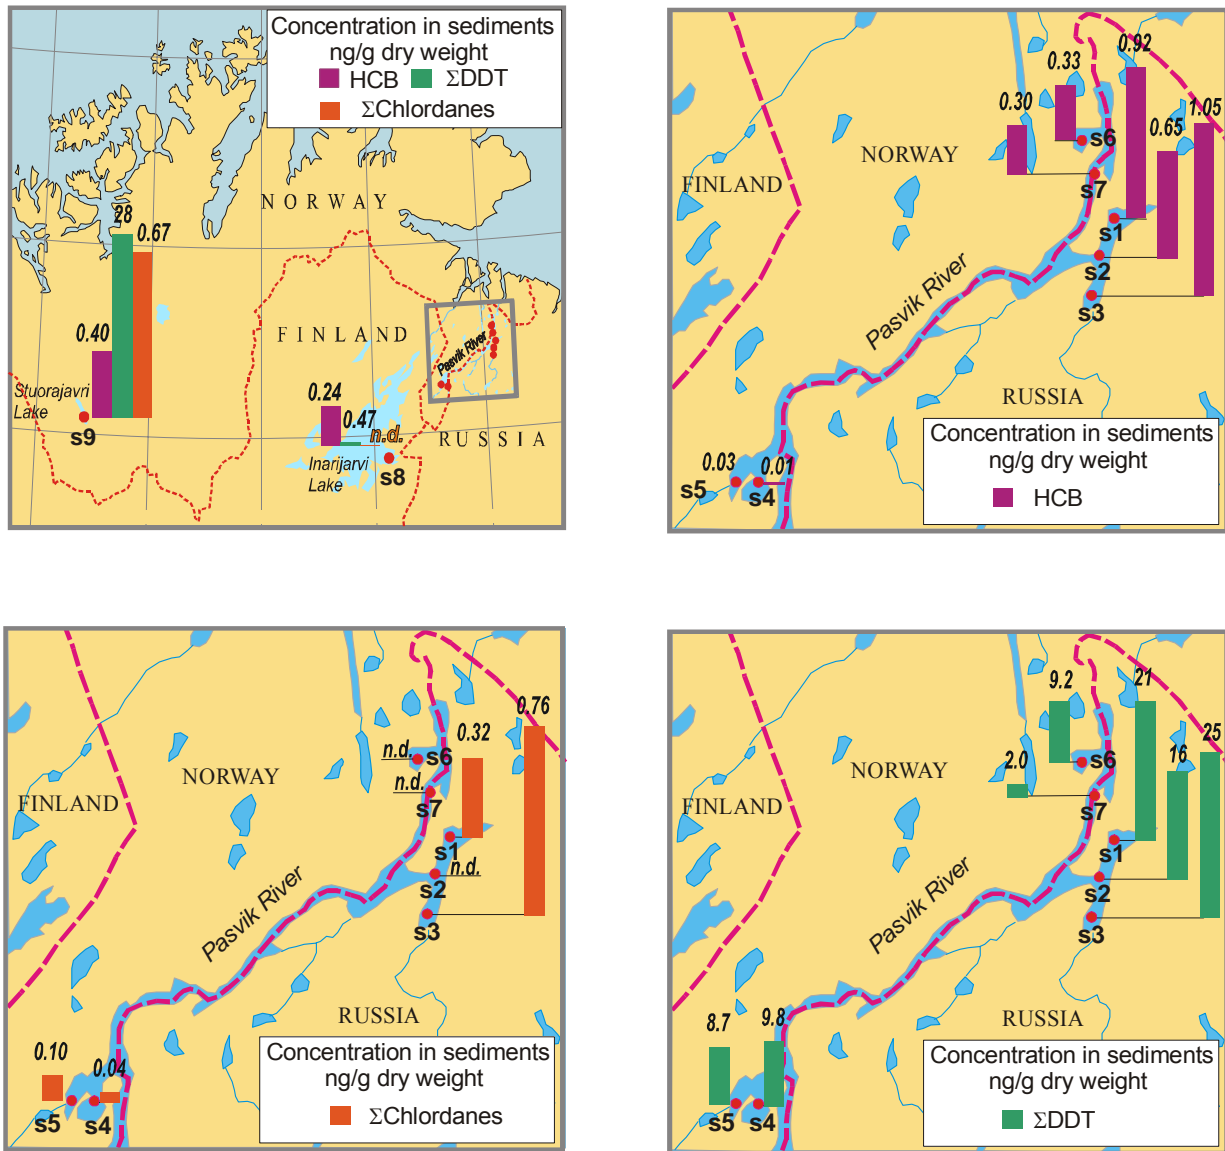 Concentration in sediments
ng/g dry weight
HCB ΣDDT
ΣChlordanes
NORWAY
28
0.67
0.40
FINLAND
Pasvik River
0.24
0.47
n.d.
RUSSIA
Stuorajavri
Lake
s9
Inarijarvi
Lake
s8
0.92
0.33
1.05
0.30
0.65
s6
NORWAY
FINLAND
s7
s1
s2
Pasvik River
s3
RUSSIA
Concentration in sediments
ng/g dry weight
HCB
0.03
0.01
s5
s4
0.76
0.32
n.d.
s6
NORWAY
n.d.
FINLAND
s7
s1
n.d.
s2
Pasvik River
s3
RUSSIA
Concentration in sediments
ng/g dry weight
ΣChlordanes
0.10
0.04
s5
s4
9.2
21
25
16
2.0
s6
NORWAY
FINLAND
s7
s1
s2
Pasvik River
s3
RUSSIA
Concentration in sediments
ng/g dry weight
ΣDDT
8.7
9.8
s5
s4